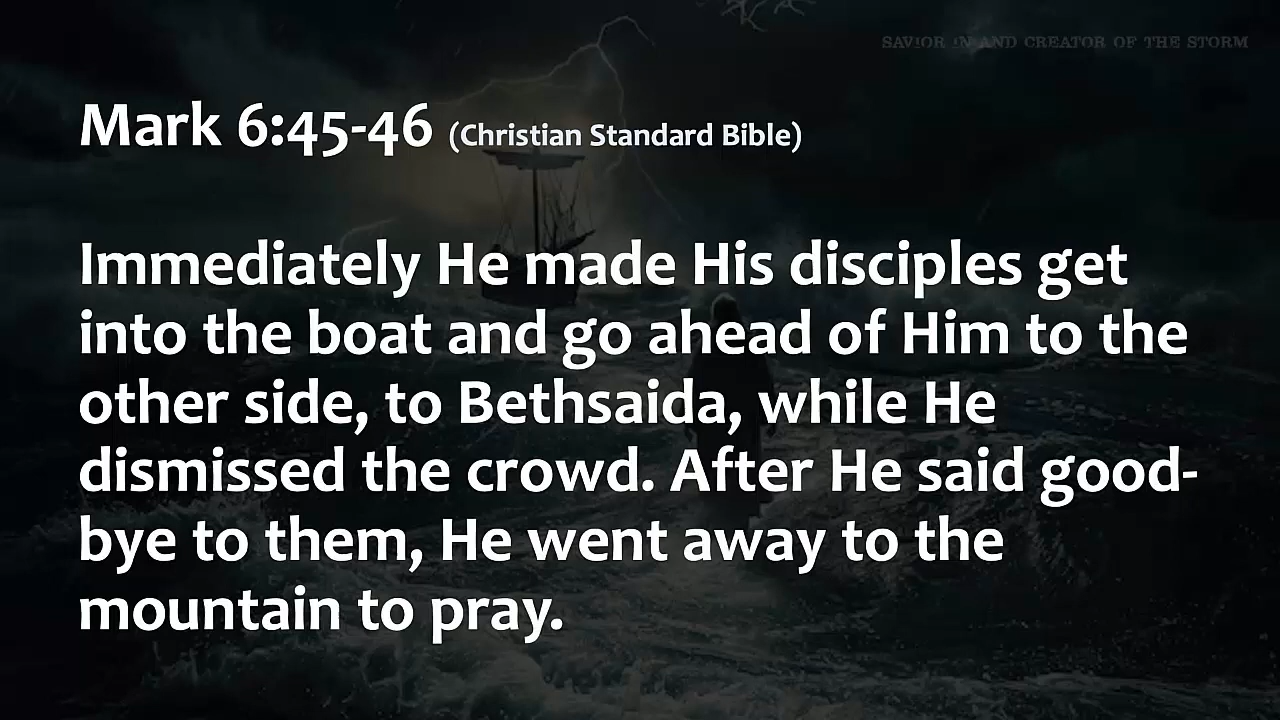 SAVIOR IN AND CREATOR OF THE STORM
Mark 6:45-46 (Christian Standard Bible)
Immediately He made His disciples get
into the boat and go ahead of Him to the
other side, to Bethsaida, while He
dismissed the crowd. After He said good-
bye to them, He went away to the
mountain to pray.